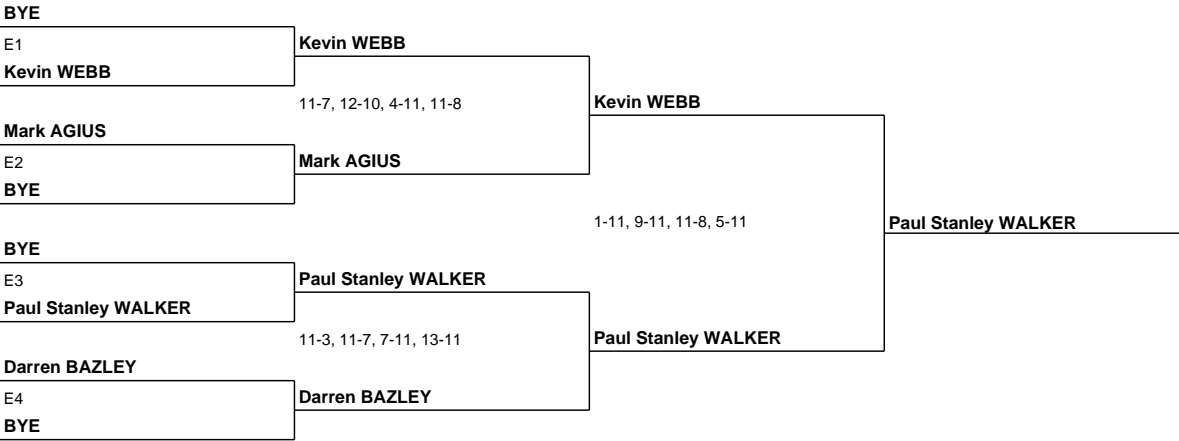 BYE
E1
Kevin WEBB
Kevin WEBB
11-7, 12-10, 4-11, 11-8
Kevin WEBB
Mark AGIUS
E2
Mark AGIUS
BYE
1-11, 9-11, 11-8, 5-11
Paul Stanley WALKER
BYE
E3
Paul Stanley WALKER
Paul Stanley WALKER
11-3, 11-7, 7-11, 13-11
Paul Stanley WALKER
Darren BAZLEY
E4
Darren BAZLEY
BYE